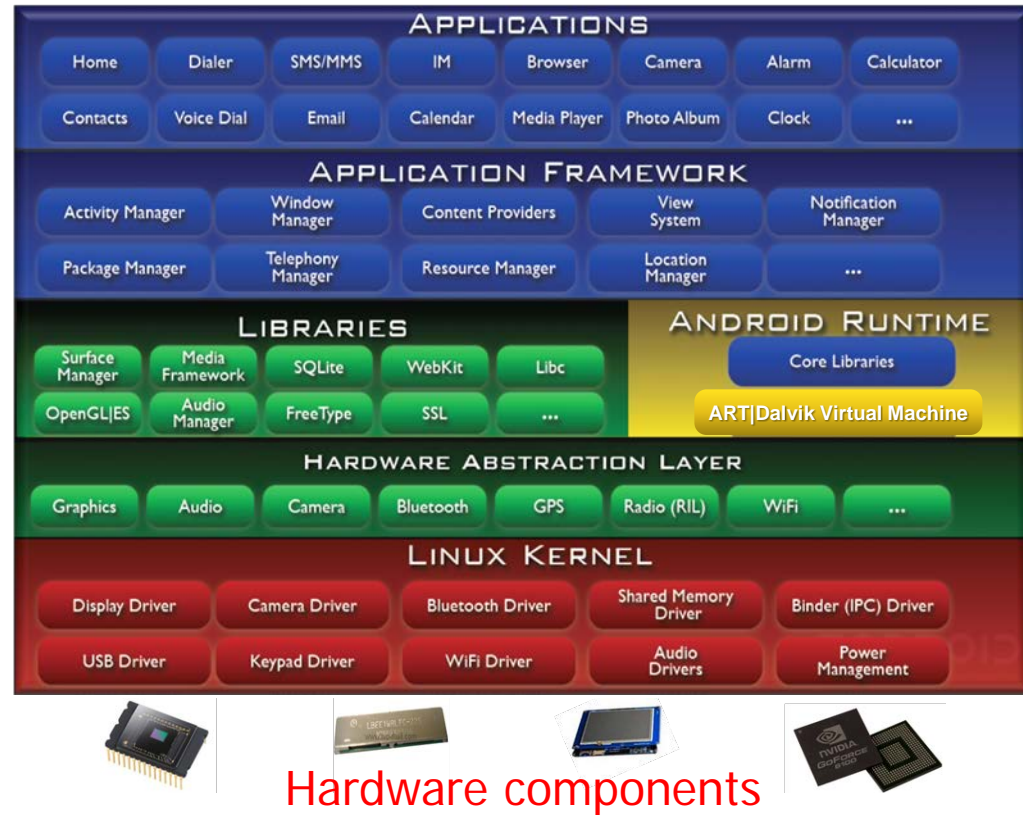 APPLICATIONS
Home Dialer SMS/MMS IM Browser Camera Alarm Calculator
Contacts Voice Dial Email Calendar Media Player Photo Album Clock ...
APPLICATION FRAMEWORK
Activity Manager Window Manager Content Providers View System Notification Manager
Package Manager Telephony Manager Resource Manager Location Manager ...
LIBRARIES
Surface Manager Media Framework SQLite WebKit Libc
OpenGL|ES Audio Manager FreeType SSL ...
ANDROID RUNTIME
Core Libraries
ART|Dalvik Virtual Machine
HARDWARE ABSTRACTION LAYER
Graphics Audio Camera Bluetooth GPS Radio (RIL) WiFi ...
LINUX KERNEL
Display Driver Camera Driver Bluetooth Driver Shared Memory Driver Binder (IPC) Driver
USB Driver Keypad Driver WiFi Driver Audio Drivers Power Management
NVIDIA
GOFORCE
Hardware components